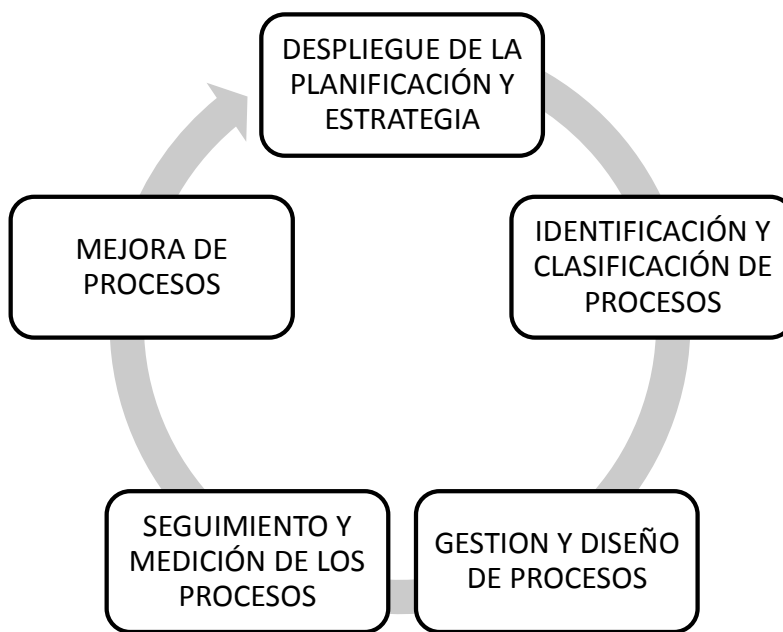 DESPLIEGUE DE LA
PLANIFICACIÓN Y
ESTRATEGIA
IDENTIFICACIÓN Y
CLASIFICACIÓN DE
PROCESOS
GESTION Y DISEÑO
DE PROCESOS
SEGUIMIENTO Y
MEDICIÓN DE LOS
PROCESOS
MEJORA DE
PROCESOS